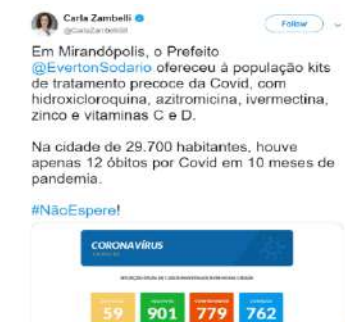 Carla Zambelli
Follow
Em Mirandópolis, o Prefeito
@EvertonSodario ofereceu à população kits
de tratamento precoce da Covid, com
hidroxicloroquina, azitromicina, ivermectina,
zinco e vitaminas C e D.
Na cidade de 29.700 habitantes, houve
apenas 12 óbitos por Covid em 10 meses de
pandemia.
#NãoEspere!
CORONAVÍRUS
59 901 779 762